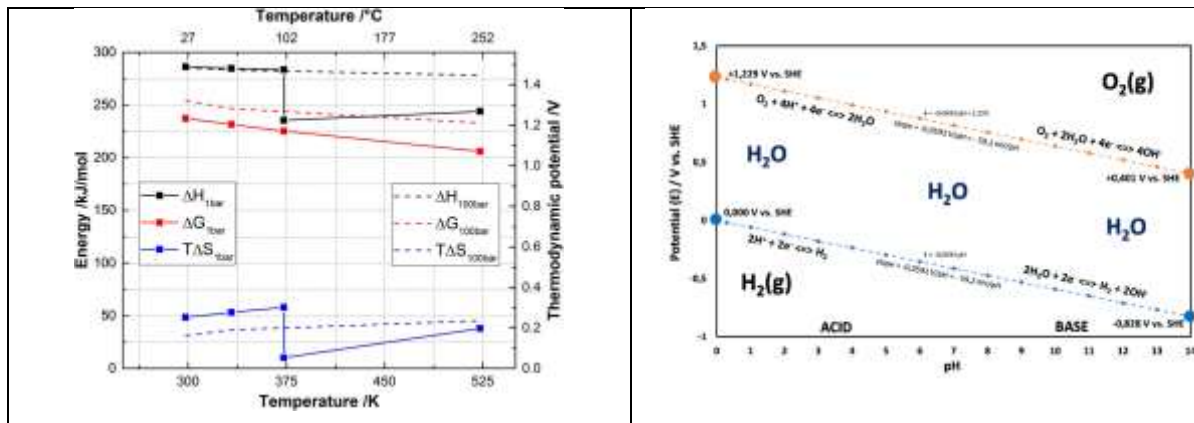 Temperature /°C
27 102 177 252
300
250
200
150
100
50
0
Energy /kJ/mol
1.4
1.2
1.0
0.8
0.6
0.4
0.2
0.0
Thermodynamic potential /V
ΔH1bar
ΔG1bar
TΔS1bar
ΔH100bar
ΔG100bar
TΔS100bar
300 375 450 525
Temperature /K
1,5
1
0,5
0
-0,5
-1
Potential (E) / V vs. SHE
+1,229 V vs. SHE
O2(g)
O2 + 4H+ + 4e- <=> 2H2O
O2 + 2H2O + 4e- <=> 4OH-
H2O
H2O
H2O
+0,401 V vs. SHE
0,000 V vs. SHE
2H+ + 2e- <=> H2
2H2O + 2e- <=> H2 + 2OH-
H2(g)
-0,828 V vs. SHE
ACID BASE
0 1 2 3 4 5 6 7 8 9 10 11 12 13 14
pH